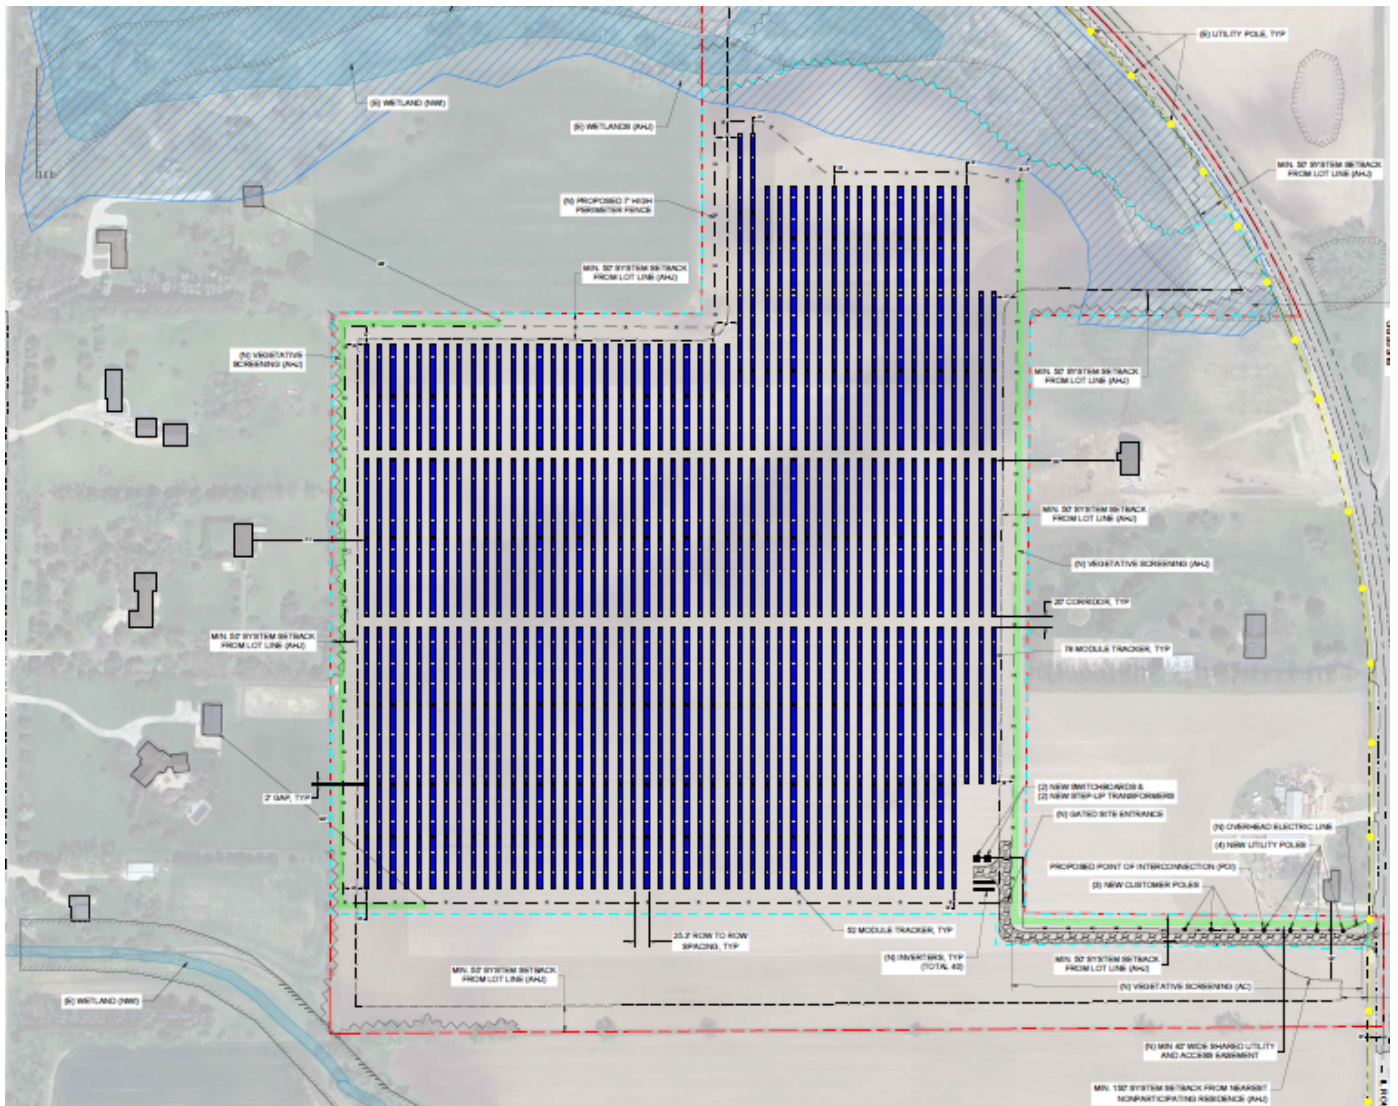 (E) UTILITY POLE, TYP
(E) WETLAND (NWI)
(E) WETLANDS (AHJ)
MIN. 50' SYSTEM SETBACK
FROM LOT LINE (AHJ)
(N) PROPOSED 7' HIGH
PERIMETER FENCE
MIN. 50' SYSTEM SETBACK
FROM LOT LINE (AHJ)
(N) VEGETATIVE
SCREENING (AHJ)
MIN. 50' SYSTEM SETBACK
FROM LOT LINE (AHJ)
MIN. 50' SYSTEM SETBACK
FROM LOT LINE (AHJ)
(N) VEGETATIVE SCREENING (AHJ)
20' CORRIDOR, TYP
MIN. 50' SYSTEM SETBACK
FROM LOT LINE (AHJ)
78 MODULE TRACKER, TYP
2' GAP, TYP
(2) NEW SWITCHBOARDS &
(2) NEW STEP-UP TRANSFORMERS
(N) GATED SITE ENTRANCE
(N) OVERHEAD ELECTRIC LINE
(4) NEW UTILITY POLES
PROPOSED POINT OF INTERCONNECTION (POI)
(3) NEW CUSTOMER POLES
25.2' ROW TO ROW
SPACING, TYP
52 MODULE TRACKER, TYP
(N) INVERTERS, TYP
(TOTAL 40)
MIN. 50' SYSTEM SETBACK
FROM LOT LINE (AHJ)
MIN. 50' SYSTEM SETBACK
FROM LOT LINE (AHJ)
(N) VEGETATIVE SCREENING (AC)
(E) WETLAND (NWI)
(N) MIN 40' WIDE SHARED UTILITY
AND ACCESS EASEMENT
MIN. 150' SYSTEM SETBACK FROM NEAREST
NONPARTICIPATING RESIDENCE (AHJ)